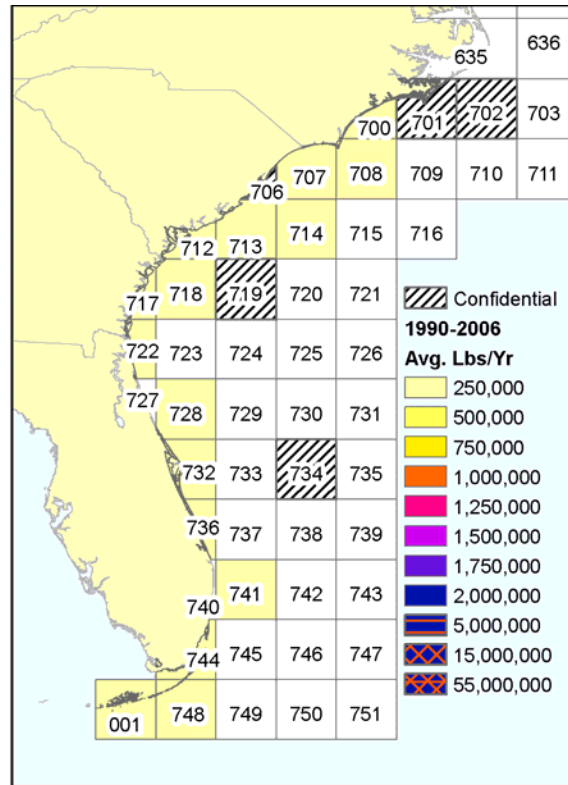 635 636
700 701 702 703
706 707 708 709 710 711
712 713 714 715 716
717 718 719 720 721
722 723 724 725 726
727 728 729 730 731
732 733 734 735
736 737 738 739
740 741 742 743
744 745 746 747
001 748 749 750 751
Confidential
1990-2006
Avg. Lbs/Yr
250,000
500,000
750,000
1,000,000
1,250,000
1,500,000
1,750,000
2,000,000
5,000,000
15,000,000
55,000,000